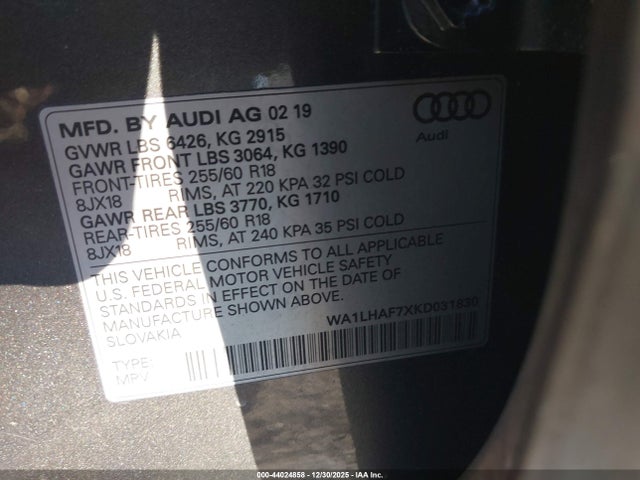 MFD. BY AUDI AG 02 19
GVWR LBS 6426, KG 2915
GAWR FRONT LBS 3064, KG 1390
FRONT-TIRES 255/60 R18
8JX18 RIMS, AT 220 KPA 32 PSI COLD
GAWR REAR LBS 3770, KG 1710
REAR-TIRES 255/60 R18
8JX18 RIMS, AT 240 KPA 35 PSI COLD
Audi
THIS VEHICLE CONFORMS TO ALL APPLICABLE
U.S. FEDERAL MOTOR VEHICLE SAFETY
STANDARDS IN EFFECT ON THE DATE OF
MANUFACTURE SHOWN ABOVE.
SLOVAKIA
WA1LHAF7XKD031830
TYPE:
MPV
000-44024858 - 12/30/2025 - IAA Inc.